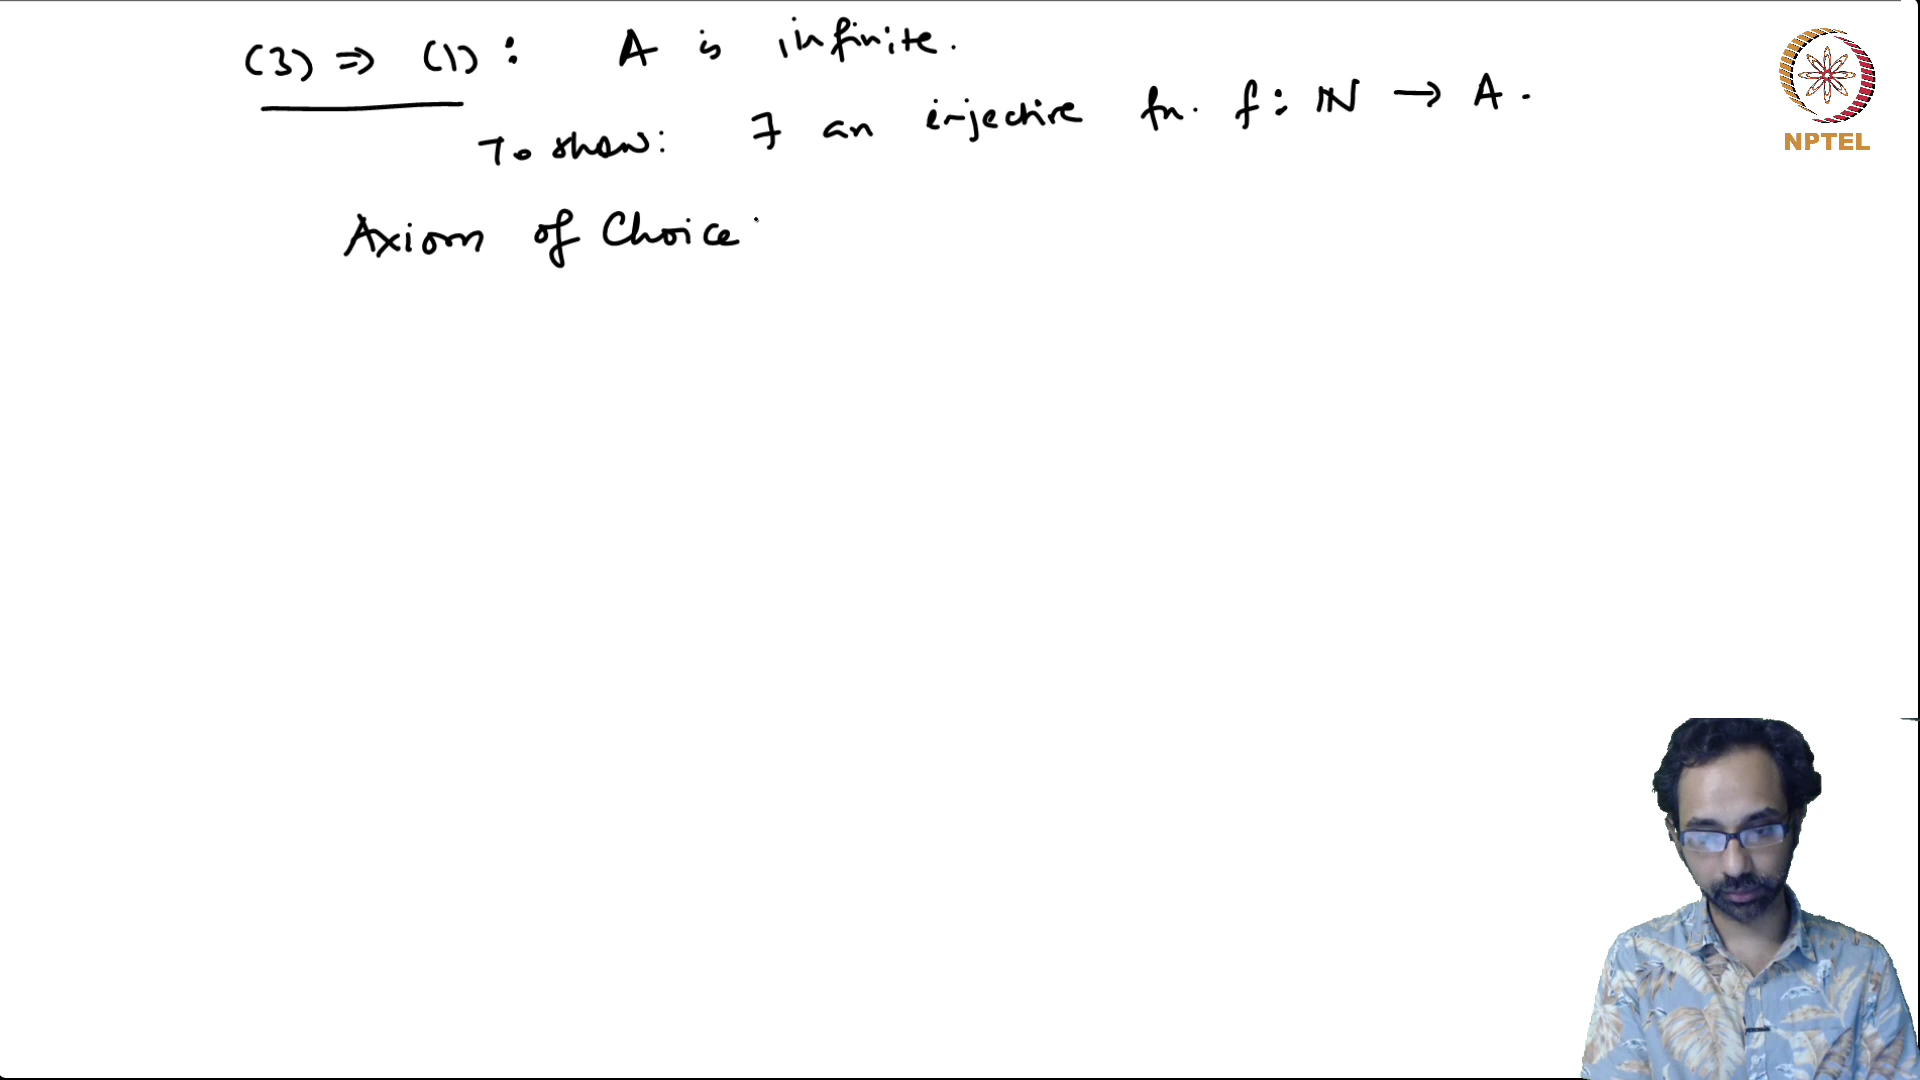 (3) ⇒ (1) : A is infinite.
To show: ∃ an injective fn. f : ℕ → A.
Axiom of Choice
NPTEL